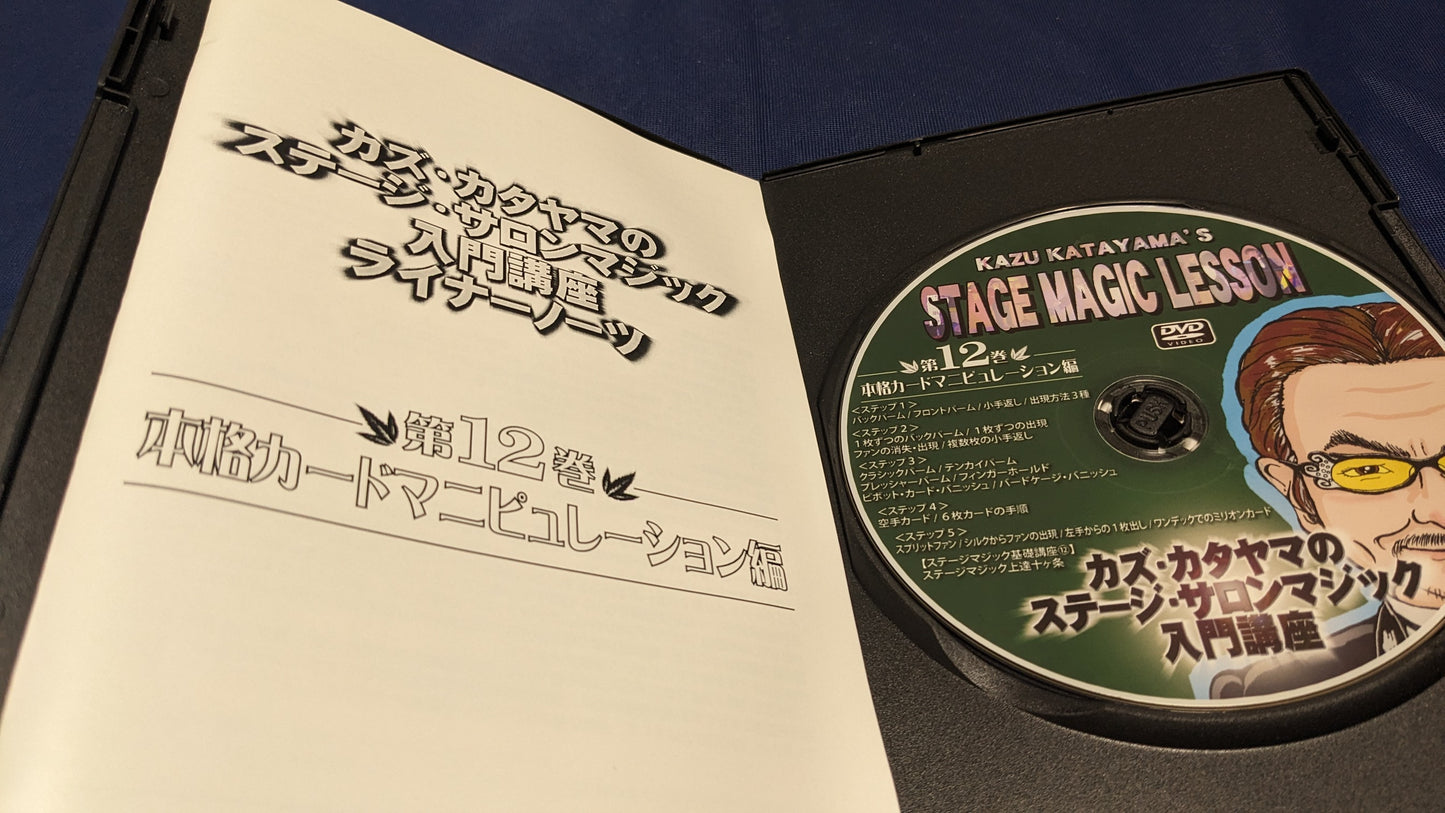 カズ・カタヤマの
ステージ・サロンマジック
入門講座
ライナーノーツ
第12巻
本格カードマニピュレーション編
KAZU KATAYAMA'S
STAGE MAGIC LESSON
DVD
VIDEO
第12巻
本格カードマニピュレーション編
<ステップ1>
バックパーム/フロントパーム/小手返し/出現方法3種
<ステップ2>
1枚ずつのバックパーム/1枚ずつの出現
ファンの消失・出現/複数枚の小手返し
<ステップ3>
クラシックパーム/テンカイパーム
プレッシャーパーム/フィンガーホールド
ピボット・カード・バニッシュ/バードケージ・バニッシュ
<ステップ4>
空手カード/6枚カードの手順
<ステップ5>
スプリットファン/シルクからファンの出現/左手からの1枚出し/ワンデックでのミリオンカード
【ステージマジック基礎講座⑫】
ステージマジック上達十ヶ条
カズ・カタヤマの
ステージ・サロンマジック
入門講座
PUSH